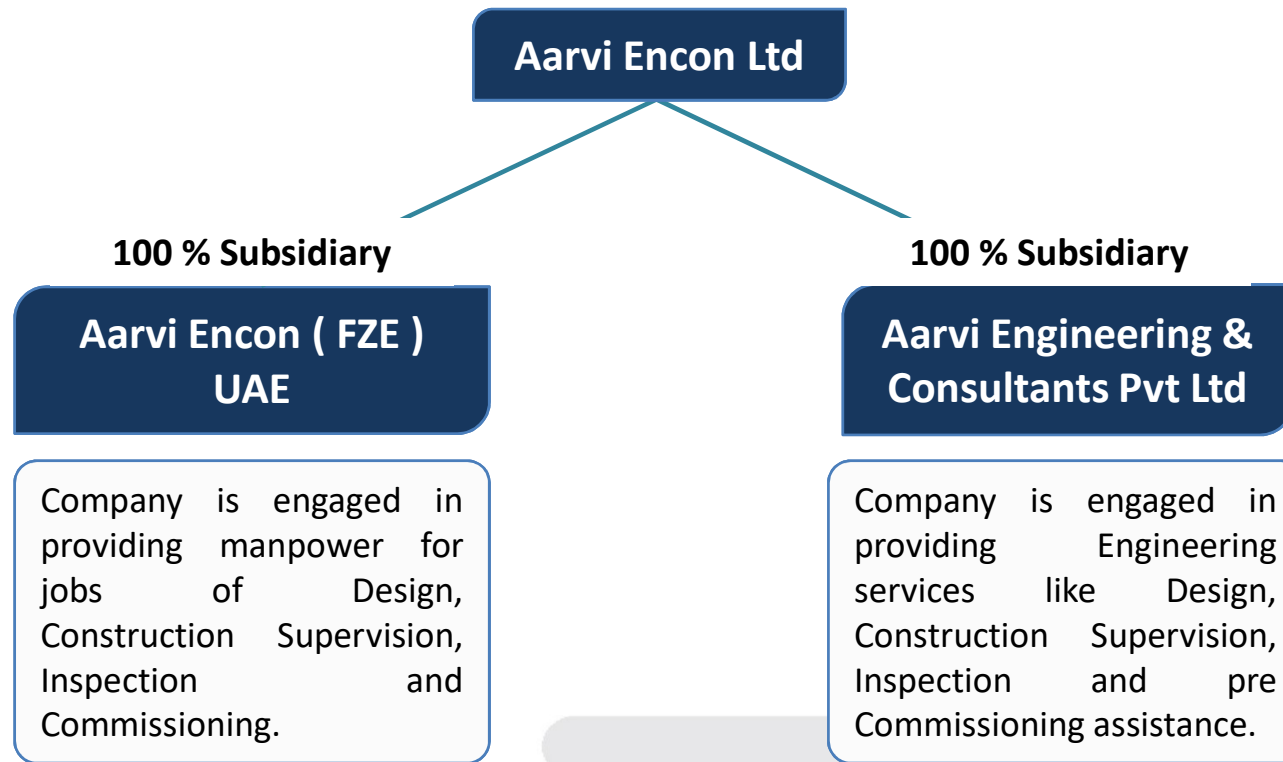 Aarvi Encon Ltd
100 % Subsidiary
Aarvi Encon ( FZE )
UAE
Company is engaged in
providing manpower for
jobs of Design,
Construction Supervision,
Inspection and
Commissioning.
100 % Subsidiary
Aarvi Engineering &
Consultants Pvt Ltd
Company is engaged in
providing Engineering
services like Design,
Construction Supervision,
Inspection and pre
Commissioning assistance.